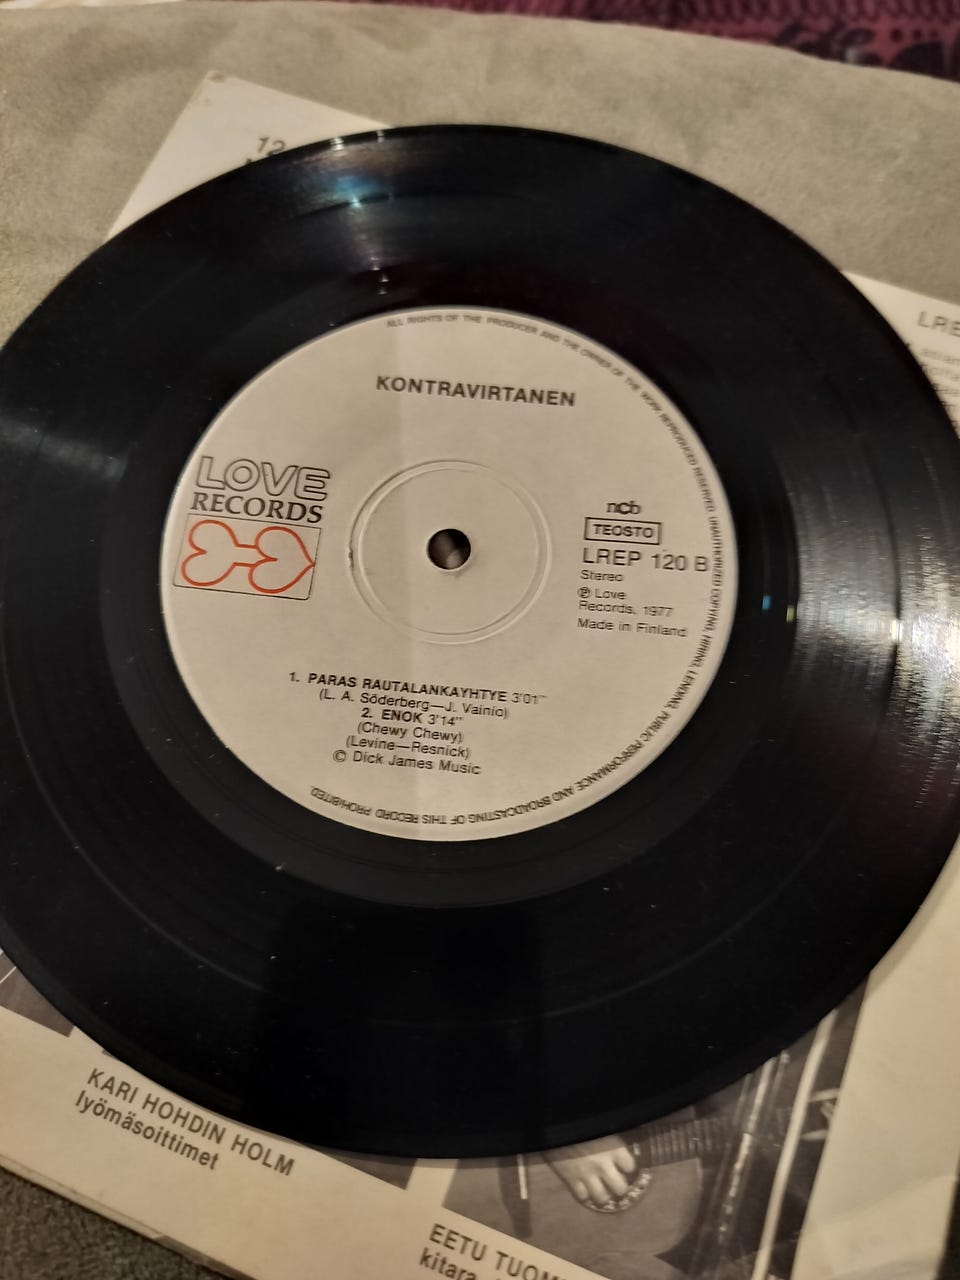 12
LRE
ALL RIGHTS OF THE PRODUCER AND THE OWNER OF THE WORK REPRODUCED RESERVED. UNAUTHORIZED COPYING, HIRING, LENDING, PUBLIC PERFORMANCE AND BROADCASTING OF THIS RECORD PROHIBITED.
KONTRAVIRTANEN
LOVE
RECORDS
ncb
TEOSTO
LREP 120 B
Stereo
℗ Love
Records, 1977
Made in Finland
1. PARAS RAUTALANKAYHTYE 3'01"
(L. A. Söderberg—J. Vainio)
2. ENOK 3'14"
(Chewy Chewy)
(Levine—Resnick)
© Dick James Music
KARI HOHDIN HOLM
lyömäsoittimet
EETU TUOM
kitara